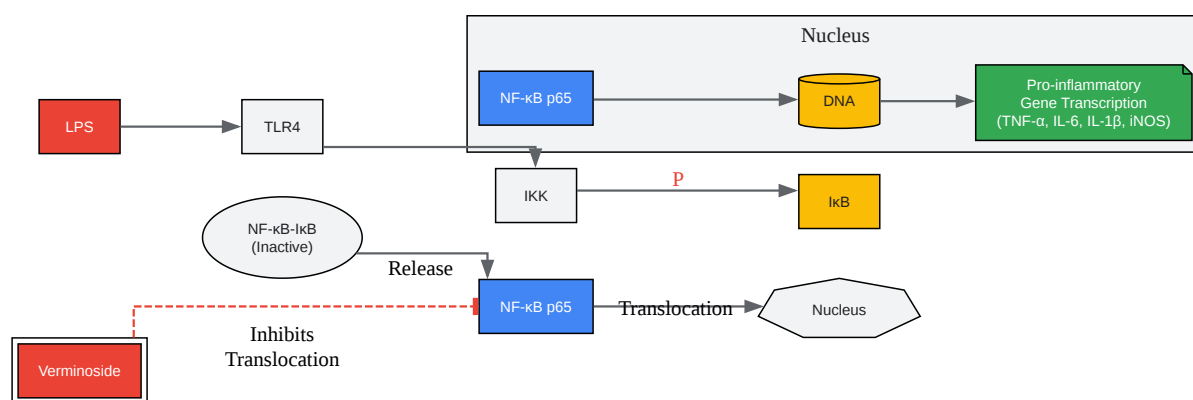 Nucleus
NF-κB p65
DNA
Pro-inflammatory
Gene Transcription
(TNF-α, IL-6, IL-1β, iNOS)
LPS
TLR4
IKK
P
IκB
NF-κB-IκB
(Inactive)
Release
NF-κB p65
Translocation
Nucleus
Inhibits
Translocation
Verminoside